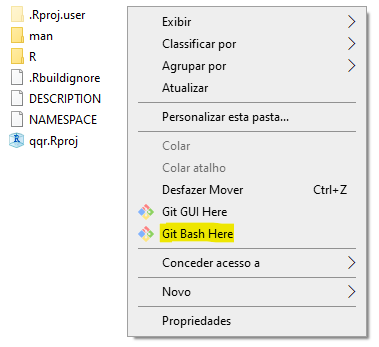 .Rproj.user
man
R
.Rbuildignore
DESCRIPTION
NAMESPACE
qqr.Rproj
Exibir
Classificar por
Agrupar por
Atualizar
Personalizar esta pasta...
Colar
Colar atalho
Desfazer Mover Ctrl+Z
Git GUI Here
Git Bash Here
Conceder acesso a
Novo
Propriedades